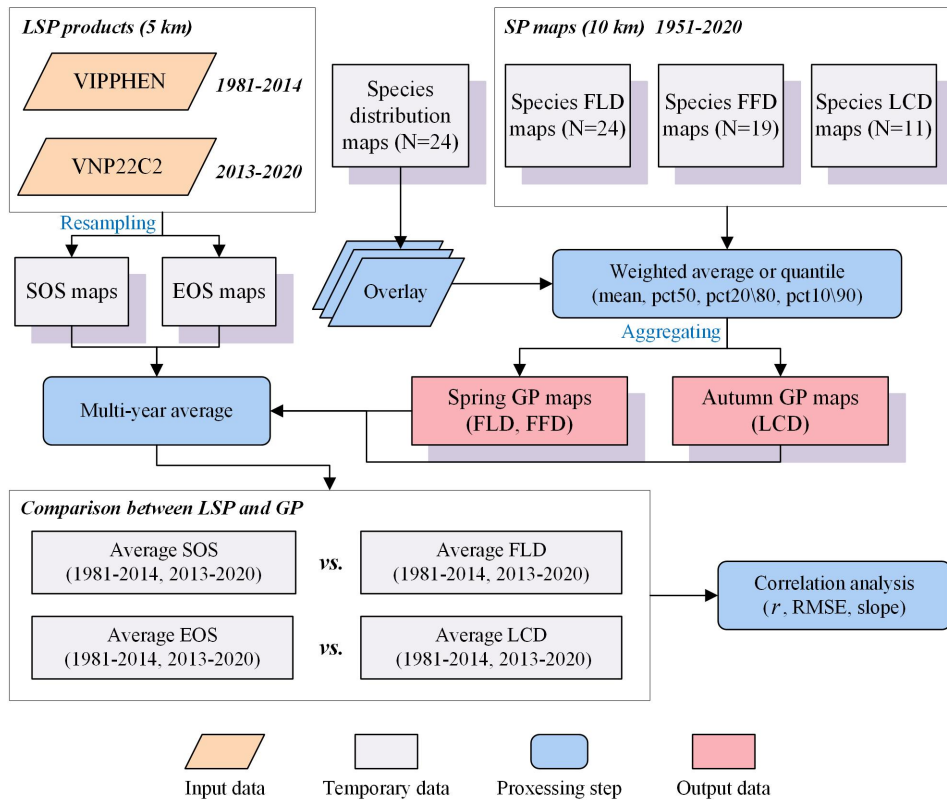 LSP products (5 km)
VIPPHEN
1981-2014
VNP22C2
2013-2020
Species
distribution
maps (N=24)
SP maps (10 km)  1951-2020
Species FLD
maps (N=24)
Species FFD
maps (N=19)
Species LCD
maps (N=11)
Resampling
SOS maps
EOS maps
Overlay
Weighted average or quantile
(mean, pct50, pct20\80, pct10\90)
Aggregating
Multi-year average
Spring GP maps
(FLD, FFD)
Autumn GP maps
(LCD)
Comparison between LSP and GP
Average SOS
(1981-2014, 2013-2020)
vs.
Average FLD
(1981-2014, 2013-2020)
Average EOS
(1981-2014, 2013-2020)
vs.
Average LCD
(1981-2014, 2013-2020)
Correlation analysis
(r, RMSE, slope)
Input data
Temporary data
Proxessing step
Output data